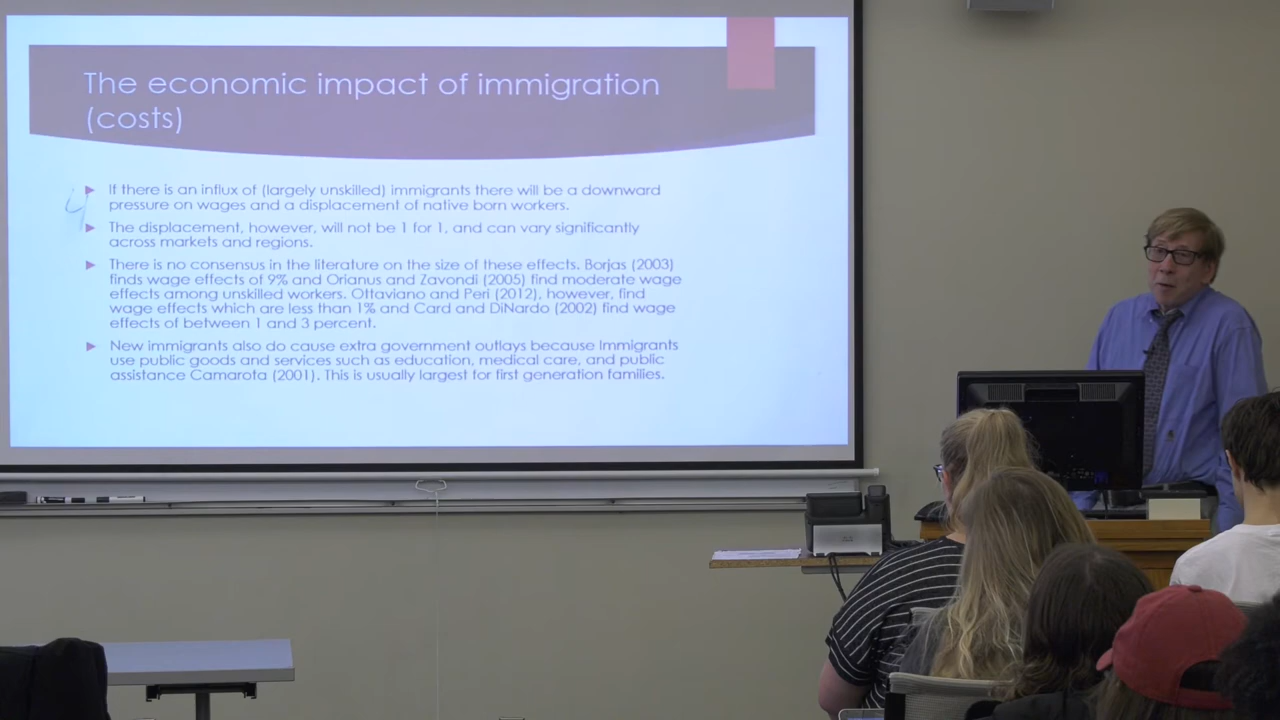 The economic impact of immigration
(costs)
If there is an influx of (largely unskilled) immigrants there will be a downward
pressure on wages and a displacement of native born workers.
The displacement, however, will not be 1 for 1, and can vary significantly
across markets and regions.
There is no consensus in the literature on the size of these effects. Borjas (2003)
finds wage effects of 9% and Orianus and Zavondi (2005) find moderate wage
effects among unskilled workers. Ottaviano and Peri (2012), however, find
wage effects which are less than 1% and Card and DiNardo (2002) find wage
effects of between 1 and 3 percent.
New immigrants also do cause extra government outlays because Immigrants
use public goods and services such as education, medical care, and public
assistance Camarota (2001). This is usually largest for first generation families.